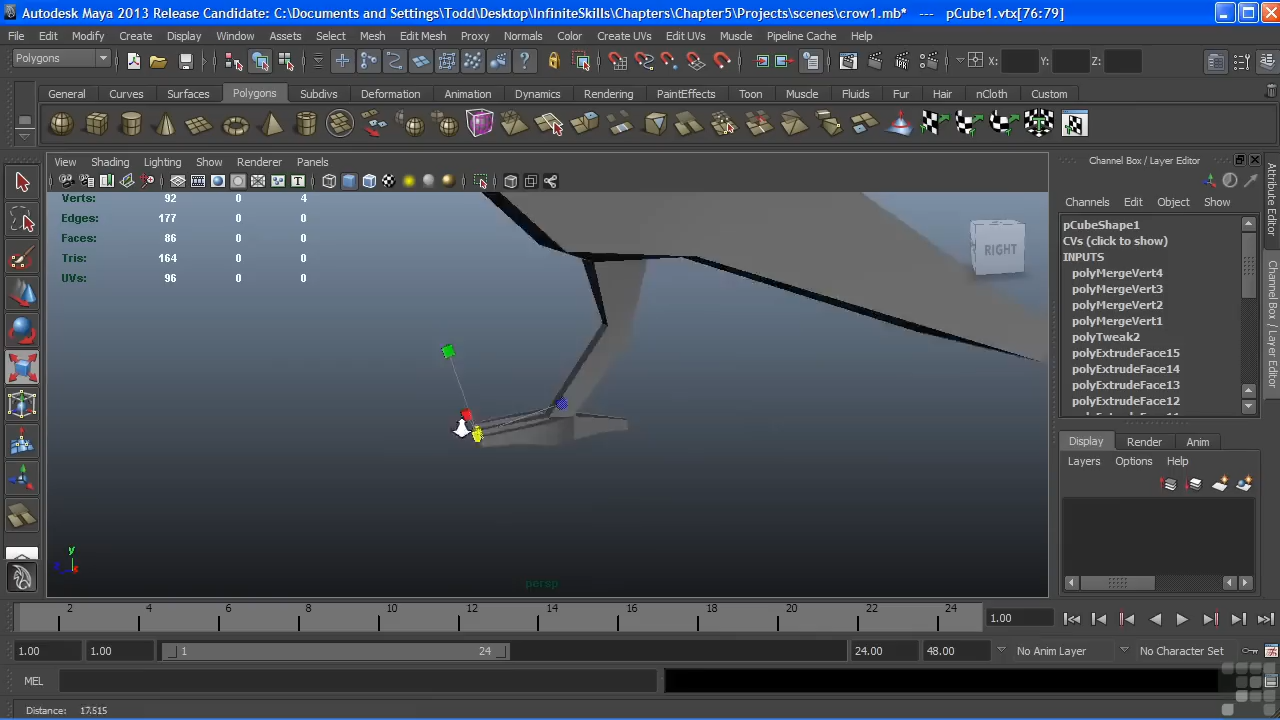 Autodesk Maya 2013 Release Candidate: C:\Documents and Settings\Todd\Desktop\InfiniteSkills\Chapters\Chapter5\Projects\scenes\crow1.mb* --- pCube1.vtx[76:79]
File Edit Modify Create Display Window Assets Select Mesh Edit Mesh Proxy Normals Color Create UVs Edit UVs Muscle Pipeline Cache Help
Polygons X: Y: Z:
General Curves Surfaces Polygons Subdivs Deformation Animation Dynamics Rendering PaintEffects Toon Muscle Fluids Fur Hair nCloth Custom
View Shading Lighting Show Renderer Panels
Verts: 92 0 4
Edges: 177 0 0
Faces: 86 0 0
Tris: 164 0 0
UVs: 96 0 0
RIGHT
y
persp
Channel Box / Layer Editor
Channels Edit Object Show
pCubeShape1
CVs (click to show)
INPUTS
polyMergeVert4
polyMergeVert3
polyMergeVert2
polyMergeVert1
polyTweak2
polyExtrudeFace15
polyExtrudeFace14
polyExtrudeFace13
polyExtrudeFace12
Display Render Anim
Layers Options Help
Attribute Editor
Channel Box / Layer Editor
2 4 6 8 10 12 14 16 18 20 22 24 1.00
1.00 1.00 1 24 24.00 48.00 No Anim Layer No Character Set
MEL
Distance: 17.515